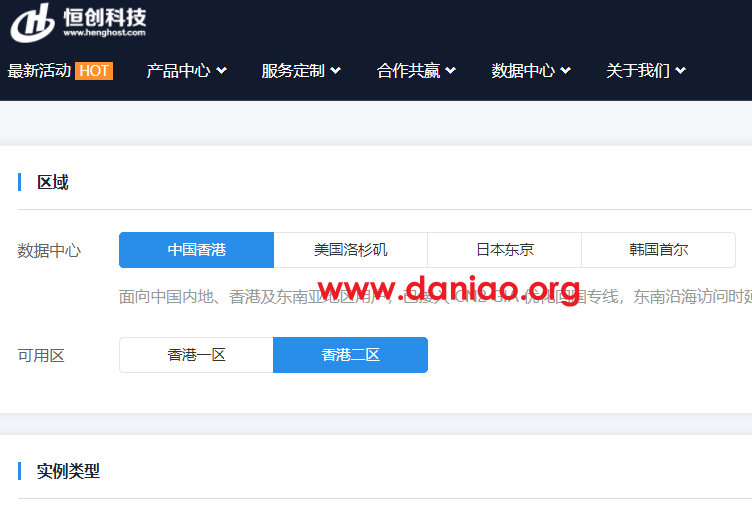 恒创科技
www.henghost.com
最新活动 HOT 产品中心 服务定制 合作共赢 数据中心 关于我们
区域
数据中心 中国香港 美国洛杉矶 日本东京 韩国首尔
www.daniao.org
面向中国内地、香港及东南亚地区用户，已接入 CN2 GIA 优化回国专线，东南沿海访问时延
可用区 香港一区 香港二区
实例类型